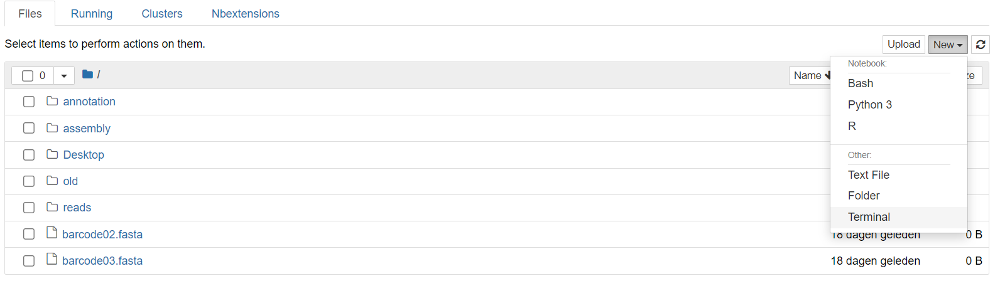 Files Running Clusters Nbextensions
Select items to perform actions on them.
Upload New
0 / Name ze
Notebook:
Bash
Python 3
R
Other:
Text File
Folder
Terminal
annotation
assembly
Desktop
old
reads
barcode02.fasta 18 dagen geleden 0 B
barcode03.fasta 18 dagen geleden 0 B